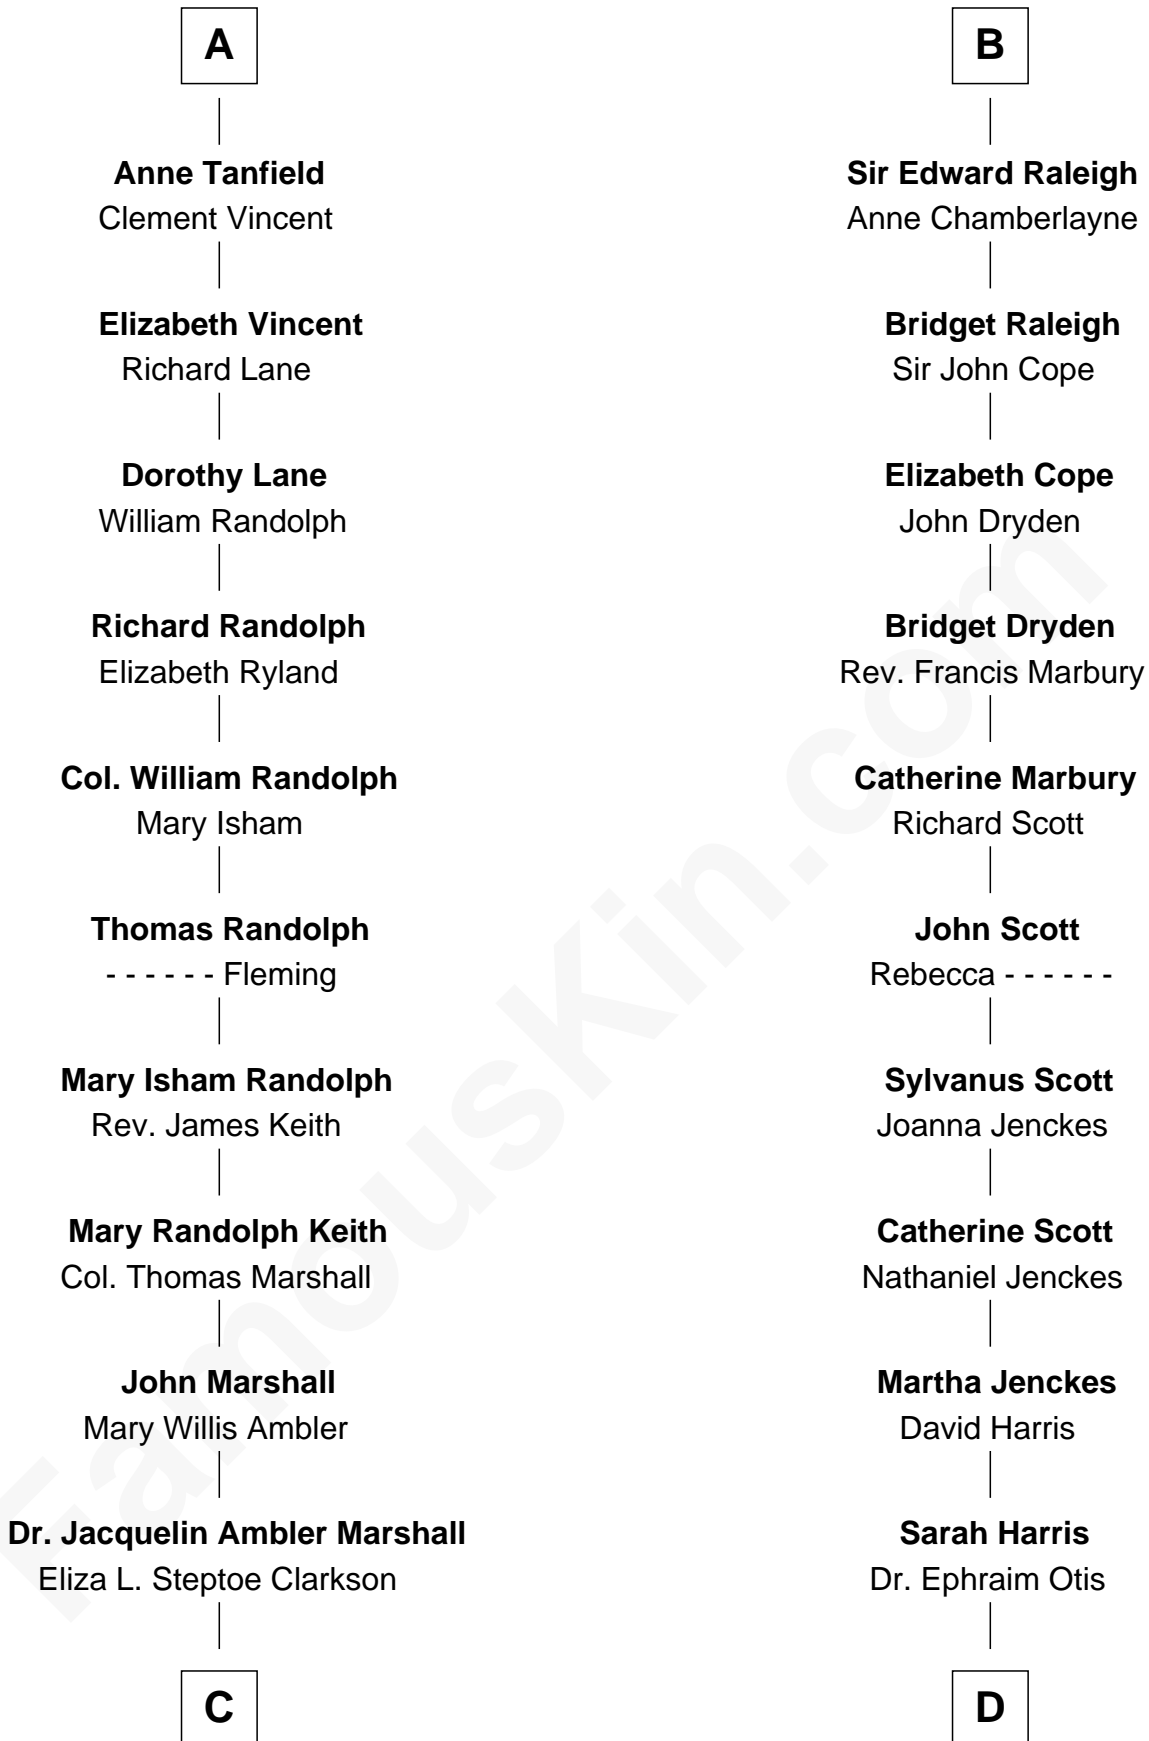 A
Anne Tanfield
Clement Vincent
Elizabeth Vincent
Richard Lane
Dorothy Lane
William Randolph
Richard Randolph
Elizabeth Ryland
Col. William Randolph
Mary Isham
Thomas Randolph
- - - - - - Fleming
Mary Isham Randolph
Rev. James Keith
Mary Randolph Keith
Col. Thomas Marshall
John Marshall
Mary Willis Ambler
Dr. Jacquelin Ambler Marshall
Eliza L. Steptoe Clarkson
C
B
Sir Edward Raleigh
Anne Chamberlayne
Bridget Raleigh
Sir John Cope
Elizabeth Cope
John Dryden
Bridget Dryden
Rev. Francis Marbury
Catherine Marbury
Richard Scott
John Scott
Rebecca - - - - - -
Sylvanus Scott
Joanna Jenckes
Catherine Scott
Nathaniel Jenckes
Martha Jenckes
David Harris
Sarah Harris
Dr. Ephraim Otis
D
FamousKin.com